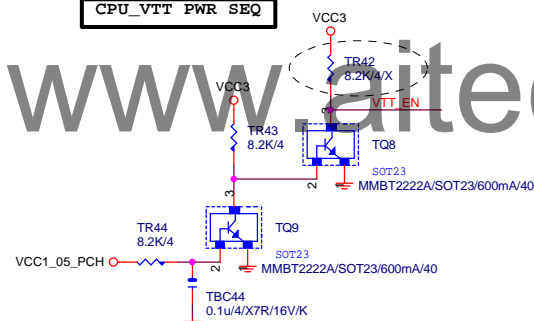 CPU_VTT PWR SEQ
VCC3
TR42
8.2K/4/X
www.aitec
VCC3
VTT_EN
3
TR43
8.2K/4
TQ8
2
SOT23
MMBT2222A/SOT23/600mA/40
3
TR44
8.2K/4
TQ9
VCC1_05_PCH
2
SOT23
MMBT2222A/SOT23/600mA/40
TBC44
0.1u/4/X7R/16V/K